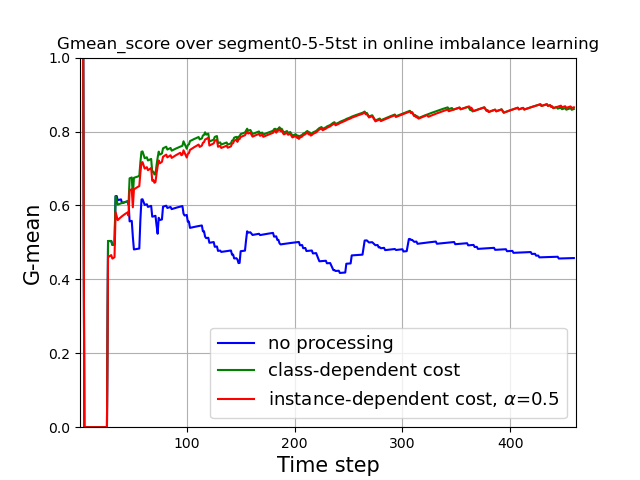 Gmean_score over segment0-5-5tst in online imbalance learning
1.0
0.8
0.6
0.4
0.2
0.0
G-mean
no processing
class-dependent cost
instance-dependent cost, α=0.5
100 200 300 400
Time step